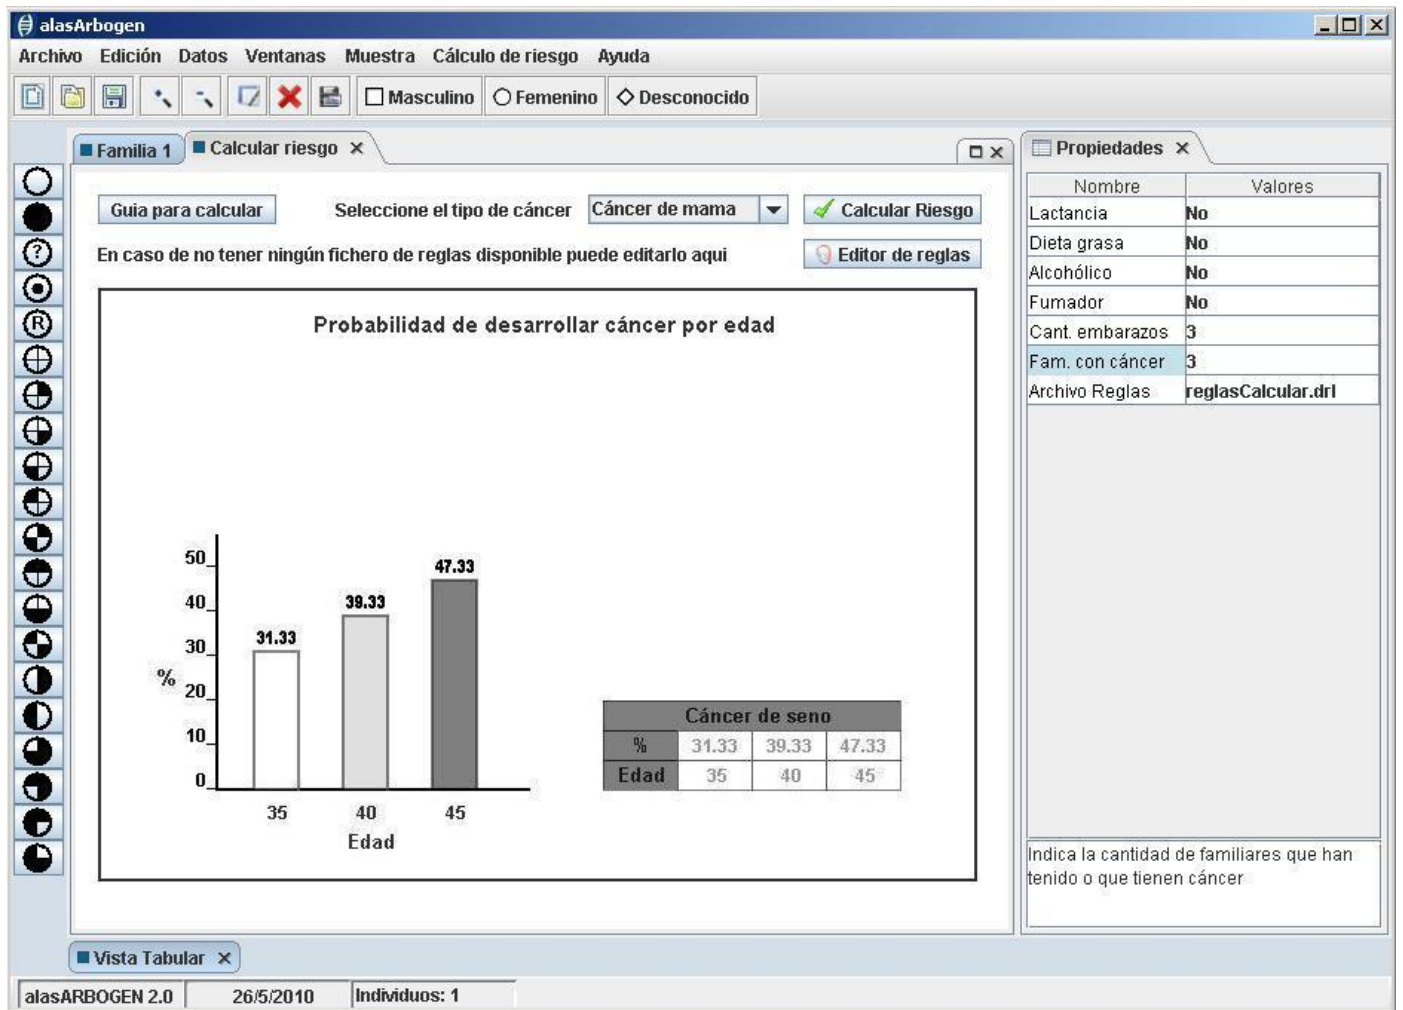 alasArbogen
Archivo Edición Datos Ventanas Muestra Cálculo de riesgo Ayuda
Masculino Femenino Desconocido
Familia 1 Calcular riesgo
Guia para calcular Seleccione el tipo de cáncer Cáncer de mama Calcular Riesgo
En caso de no tener ningún fichero de reglas disponible puede editarlo aqui Editor de reglas
?
R
Probabilidad de desarrollar cáncer por edad
50
40
30
20
10
0
%
31.33
39.33
47.33
35 40 45
Edad
Cáncer de seno
% 31.33 39.33 47.33
Edad 35 40 45
Propiedades
Nombre Valores
Lactancia No
Dieta grasa No
Alcohólico No
Fumador No
Cant. embarazos 3
Fam. con cáncer 3
Archivo Reglas reglasCalcular.drl
Indica la cantidad de familiares que han
tenido o que tienen cáncer
Vista Tabular
alasARBOGEN 2.0 26/5/2010 Individuos: 1